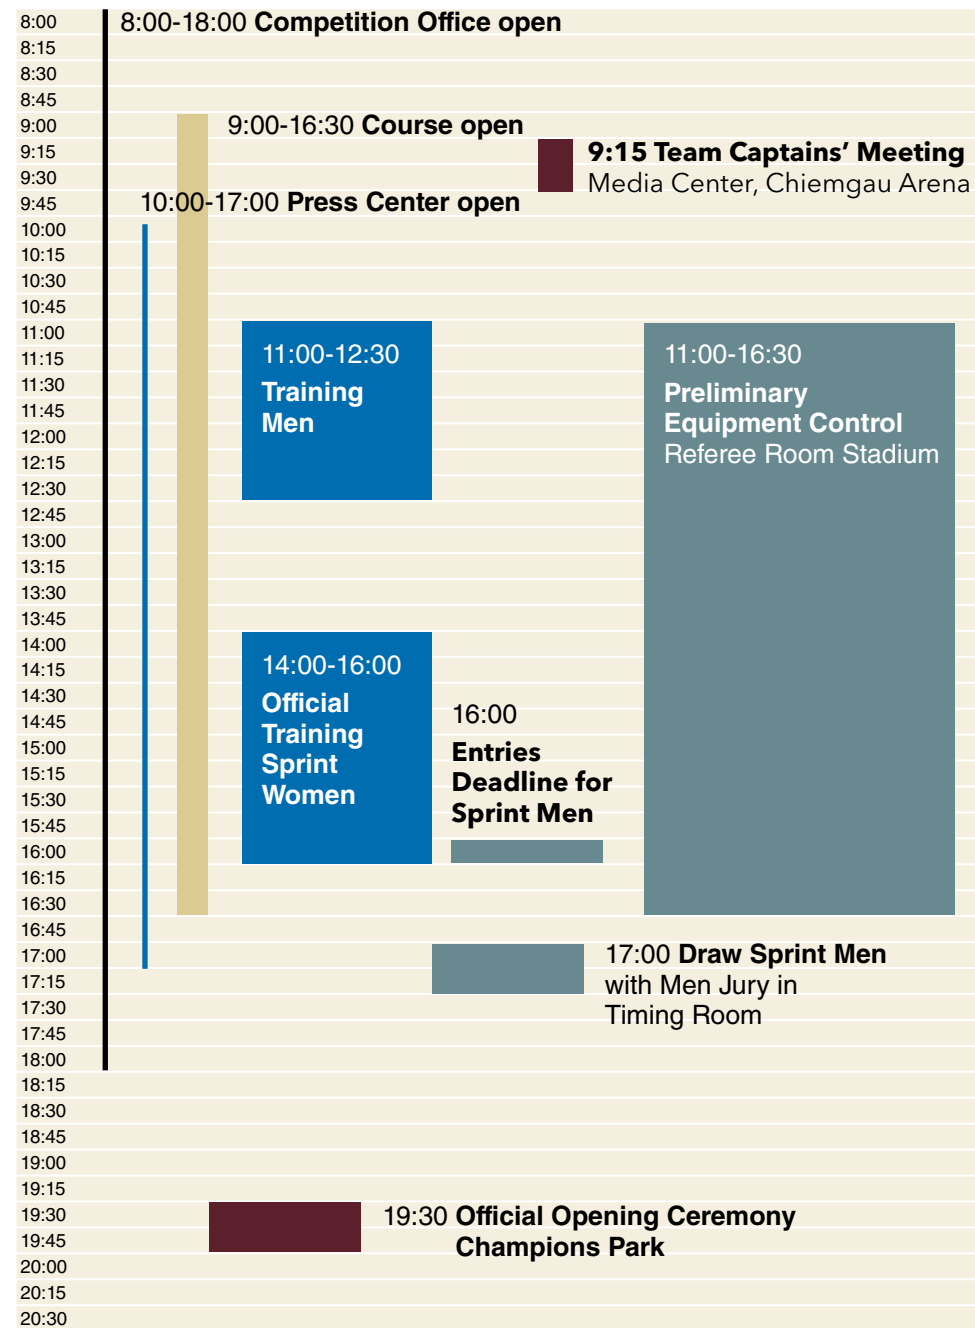 8:00
8:00-18:00 Competition Office open
8:15
8:30
8:45
9:00
9:00-16:30 Course open
9:15
9:15 Team Captains’ Meeting
9:30
Media Center, Chiemgau Arena
9:45
10:00-17:00 Press Center open
10:00
10:15
10:30
10:45
11:00
11:15
11:00-12:30
11:00-16:30
11:30
Training
Preliminary
11:45
Men
Equipment Control
12:00
12:15
Referee Room Stadium
12:30
12:45
13:00
13:15
13:30
13:45
14:00
14:15
14:00-16:00
14:30
Official
14:45
16:00
Training
15:00
Entries
15:15
Sprint
Deadline for
15:30
Women
Sprint Men
15:45
16:00
16:15
16:30
16:45
17:00
17:00 Draw Sprint Men
17:15
with Men Jury in
17:30
Timing Room
17:45
18:00
18:15
18:30
18:45
19:00
19:15
19:30
19:30 Official Opening Ceremony
19:45
Champions Park
20:00
20:15
20:30